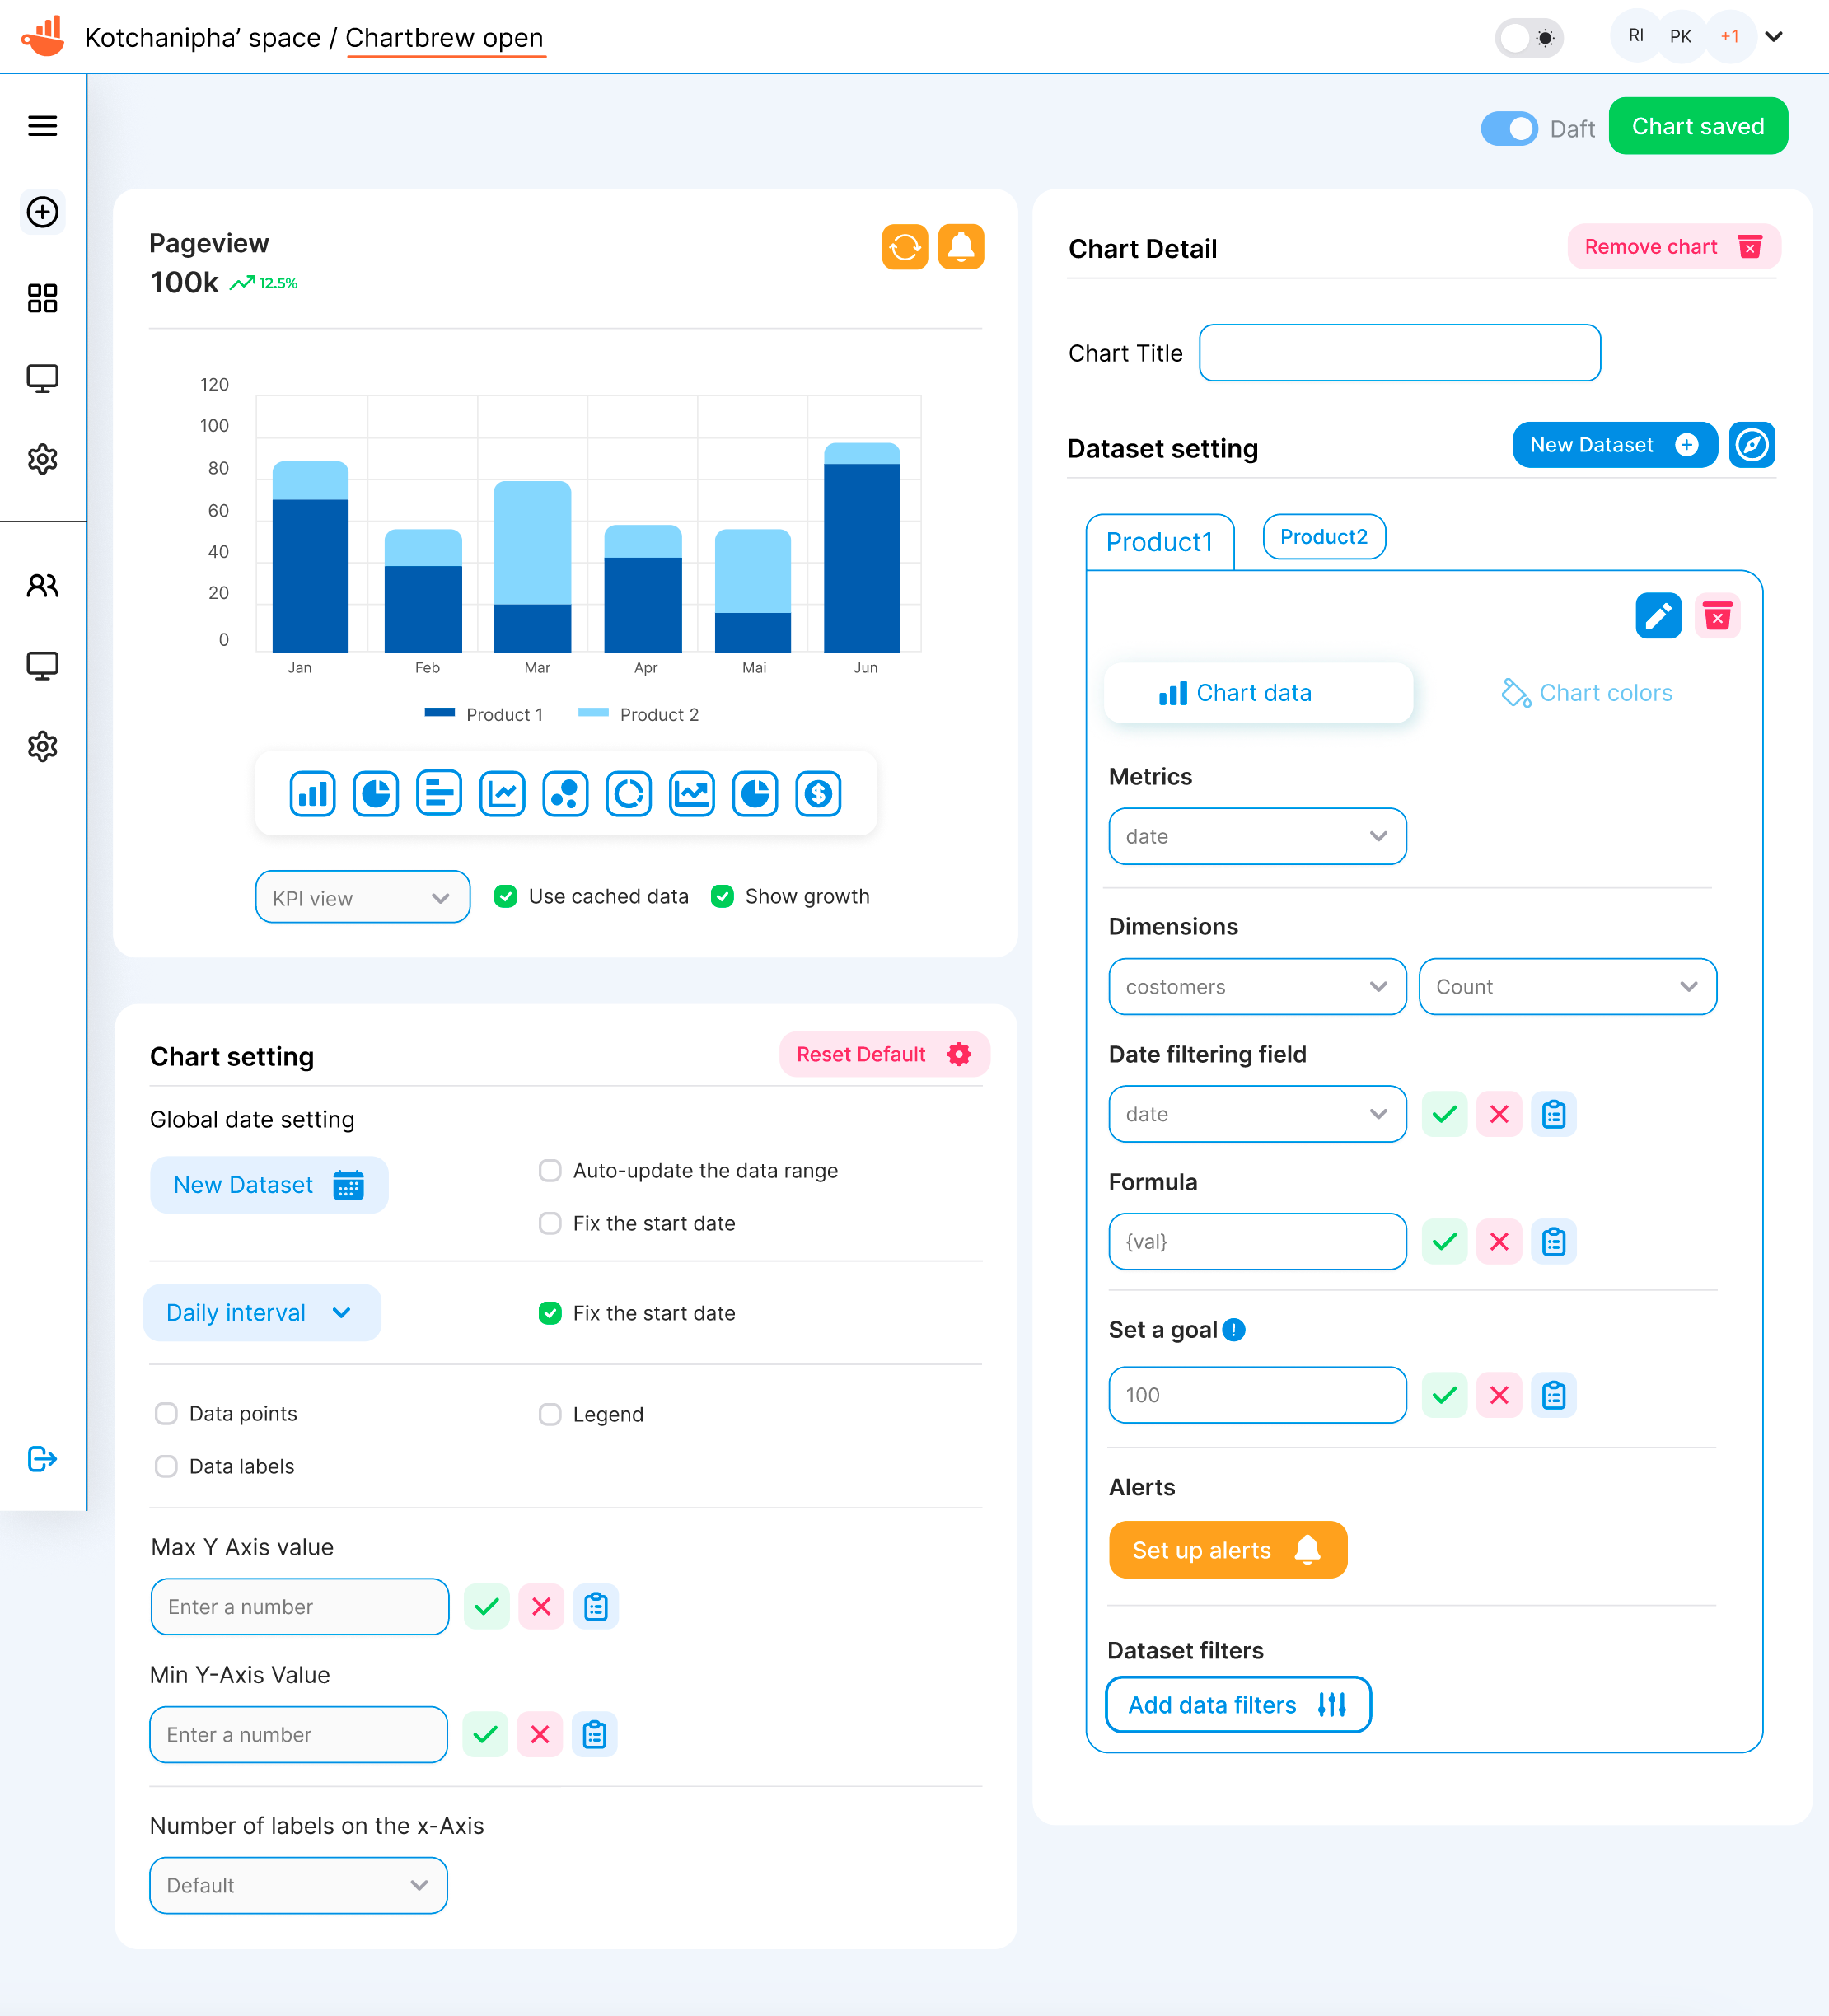 Kotchanipha’ space / Chartbrew open
RI PK +1
Daft Chart saved
Pageview
100k 12.5%
120
100
80
60
40
20
0
Jan Feb Mar Apr Mai Jun
Product 1 Product 2
KPI view Use cached data Show growth
Chart setting Reset Default
Global date setting
New Dataset Auto-update the data range
Fix the start date
Daily interval Fix the start date
Data points Legend
Data labels
Max Y Axis value
Enter a number
Min Y-Axis Value
Enter a number
Number of labels on the x-Axis
Default
Chart Detail Remove chart
Chart Title
Dataset setting New Dataset
Product1 Product2
Chart data Chart colors
Metrics
date
Dimensions
costomers Count
Date filtering field
date
Formula
{val}
Set a goal
100
Alerts
Set up alerts
Dataset filters
Add data filters